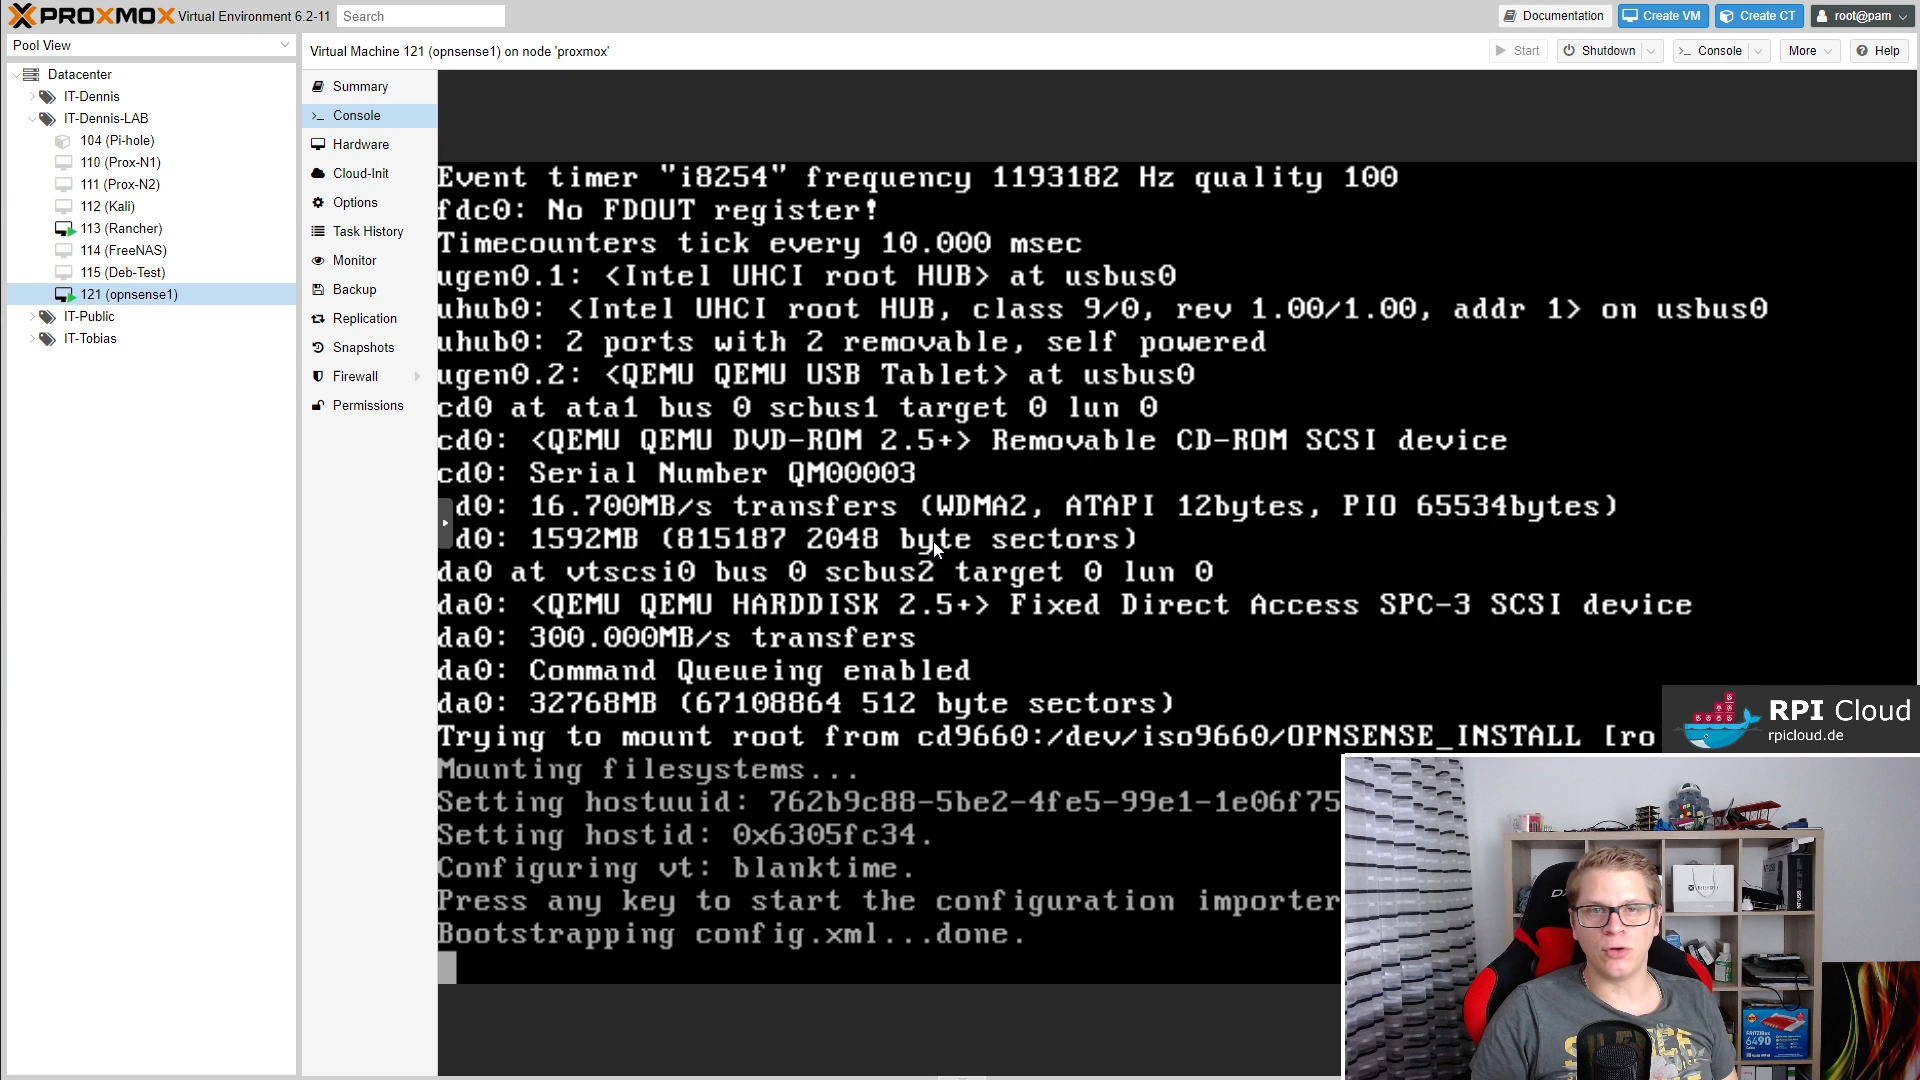 PROXMOX Virtual Environment 6.2-11 Search Documentation Create VM Create CT root@pam
Pool View
Virtual Machine 121 (opnsense1) on node 'proxmox' Start Shutdown Console More Help
Datacenter
IT-Dennis
IT-Dennis-LAB
104 (Pi-hole)
110 (Prox-N1)
111 (Prox-N2)
112 (Kali)
113 (Rancher)
114 (FreeNAS)
115 (Deb-Test)
121 (opnsense1)
IT-Public
IT-Tobias
Summary
Console
Hardware
Cloud-Init
Options
Task History
Monitor
Backup
Replication
Snapshots
Firewall
Permissions
Event timer "i8254" frequency 1193182 Hz quality 100
fdc0: No FDOUT register!
Timecounters tick every 10.000 msec
ugen0.1: <Intel UHCI root HUB> at usbus0
uhub0: <Intel UHCI root HUB, class 9/0, rev 1.00/1.00, addr 1> on usbus0
uhub0: 2 ports with 2 removable, self powered
ugen0.2: <QEMU QEMU USB Tablet> at usbus0
cd0 at ata1 bus 0 scbus1 target 0 lun 0
cd0: <QEMU QEMU DVD-ROM 2.5+> Removable CD-ROM SCSI device
cd0: Serial Number QM00003
d0: 16.700MB/s transfers (WDMA2, ATAPI 12bytes, PIO 65534bytes)
d0: 1592MB (815187 2048 byte sectors)
da0 at vtscsi0 bus 0 scbus2 target 0 lun 0
da0: <QEMU QEMU HARDDISK 2.5+> Fixed Direct Access SPC-3 SCSI device
da0: 300.000MB/s transfers
da0: Command Queueing enabled
da0: 32768MB (67108864 512 byte sectors)
Trying to mount root from cd9660:/dev/iso9660/OPNSENSE_INSTALL [ro
Mounting filesystems...
Setting hostuuid: 762b9c88-5be2-4fe5-99e1-1e06f75
Setting hostid: 0x6305fc34.
Configuring vt: blanktime.
Press any key to start the configuration importer
Bootstrapping config.xml...done.
RPI Cloud
rpicloud.de
FRITZ!Box
6490